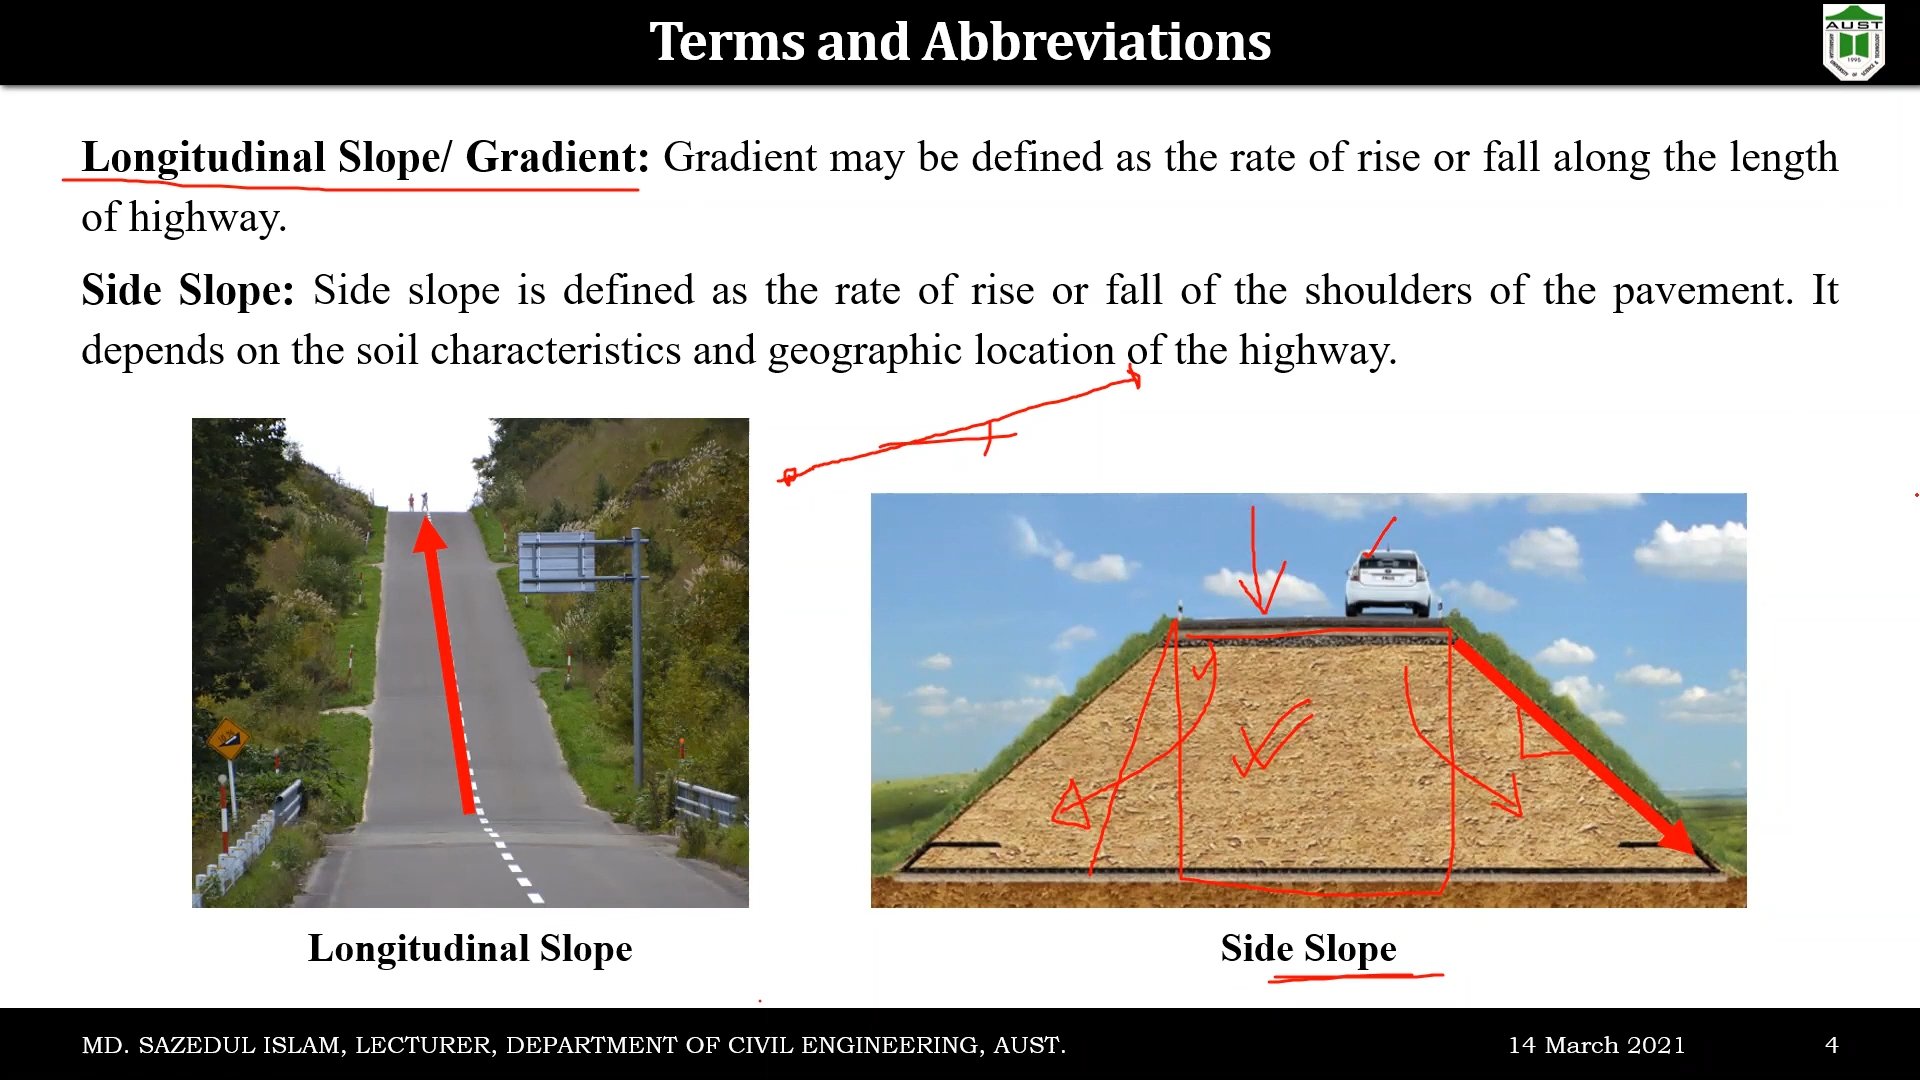 Terms and Abbreviations
AUST
1995
Longitudinal Slope/ Gradient: Gradient may be defined as the rate of rise or fall along the length
of highway.
Side Slope: Side slope is defined as the rate of rise or fall of the shoulders of the pavement. It
depends on the soil characteristics and geographic location of the highway.
Longitudinal Slope
Side Slope
MD. SAZEDUL ISLAM, LECTURER, DEPARTMENT OF CIVIL ENGINEERING, AUST.
14 March 2021
4